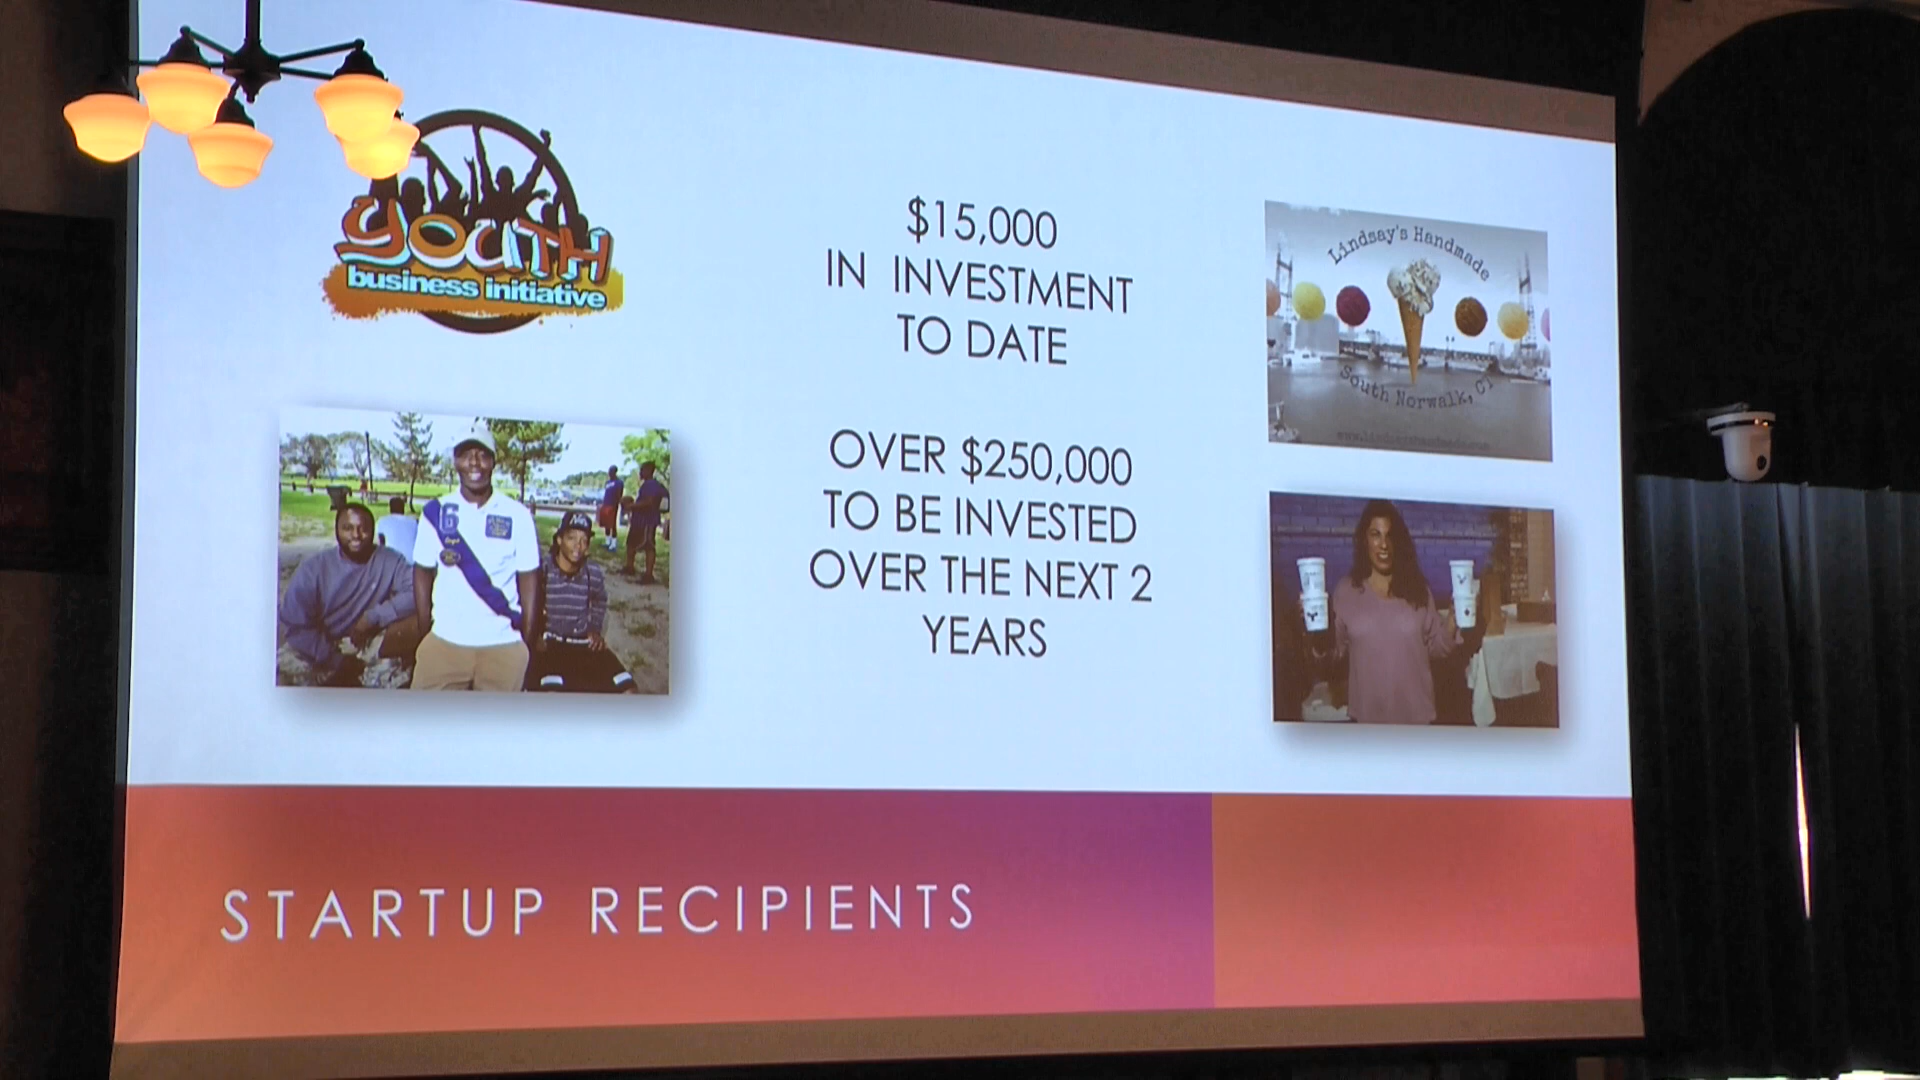 YOUTH
business initiative
$15,000
IN INVESTMENT
TO DATE
OVER $250,000
TO BE INVESTED
OVER THE NEXT 2
YEARS
Lindsay's Handmade
South Norwalk, CT
6
STARTUP RECIPIENTS